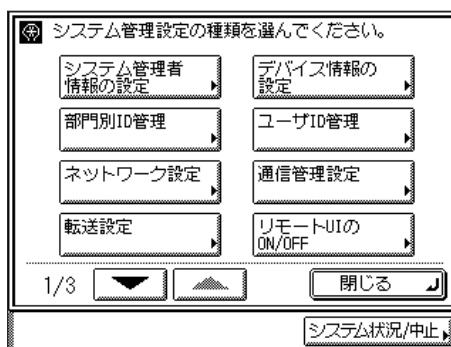 システム管理設定の種類を選んでください。
システム管理者
情報の設定
デバイス情報の
設定
部門別ID管理
ユーザID管理
ネットワーク設定
通信管理設定
転送設定
リモートUIの
ON/OFF
1/3
閉じる
システム状況/中止